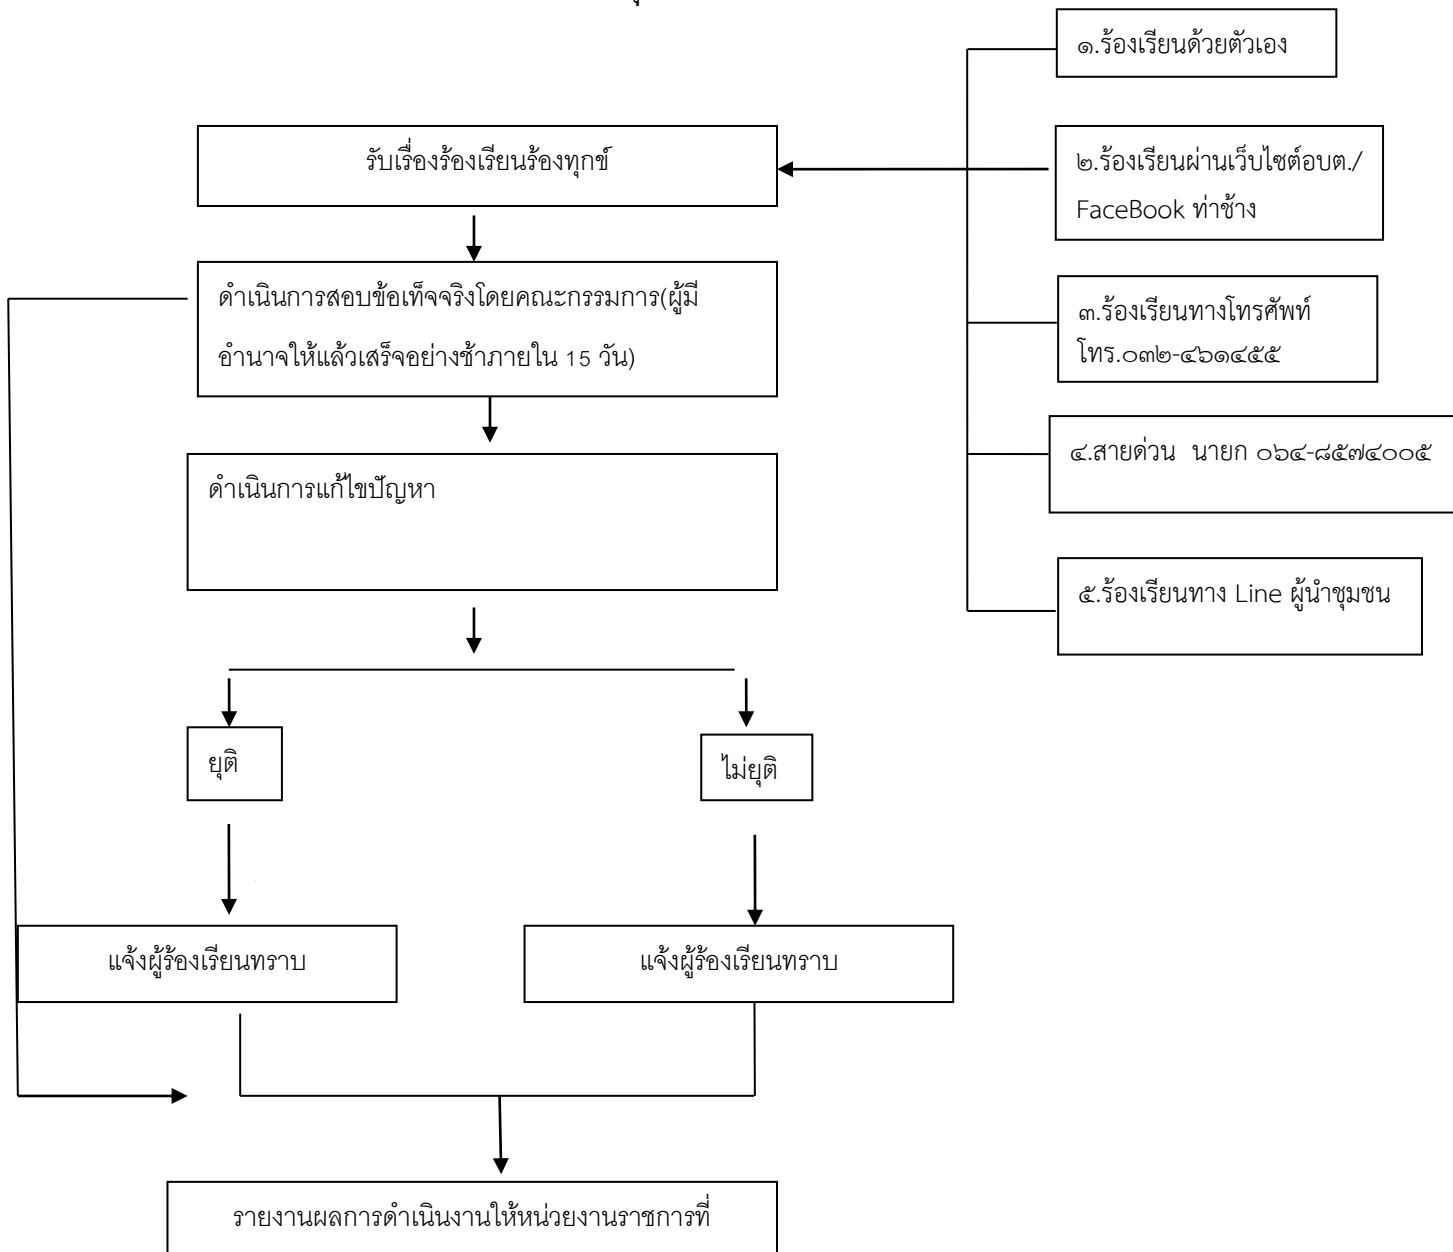 รับเรื่องร้องเรียนร้องทุกข์
ดำเนินการสอบข้อเท็จจริงโดยคณะกรรมการ(ผู้มี
อำนาจให้แล้วเสร็จอย่างช้าภายใน 15 วัน)
ดำเนินการแก้ไขปัญหา
ยุติ
ไม่ยุติ
แจ้งผู้ร้องเรียนทราบ
แจ้งผู้ร้องเรียนทราบ
รายงานผลการดำเนินงานให้หน่วยงานราชการที่
๑.ร้องเรียนด้วยตัวเอง
๒.ร้องเรียนผ่านเว็บไซต์อบต./
FaceBook ท่าช้าง
๓.ร้องเรียนทางโทรศัพท์
โทร.๐๓๒-๔๖๑๔๕๕
๔.สายด่วน นายก ๐๖๔-๘๕๗๔๐๐๕
๕.ร้องเรียนทาง Line ผู้นำชุมชน